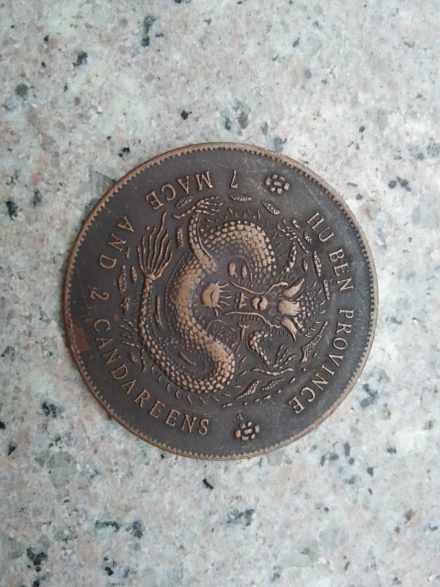 HU BEN PROVINCE
7 MACE AND 2 CANDAREENS